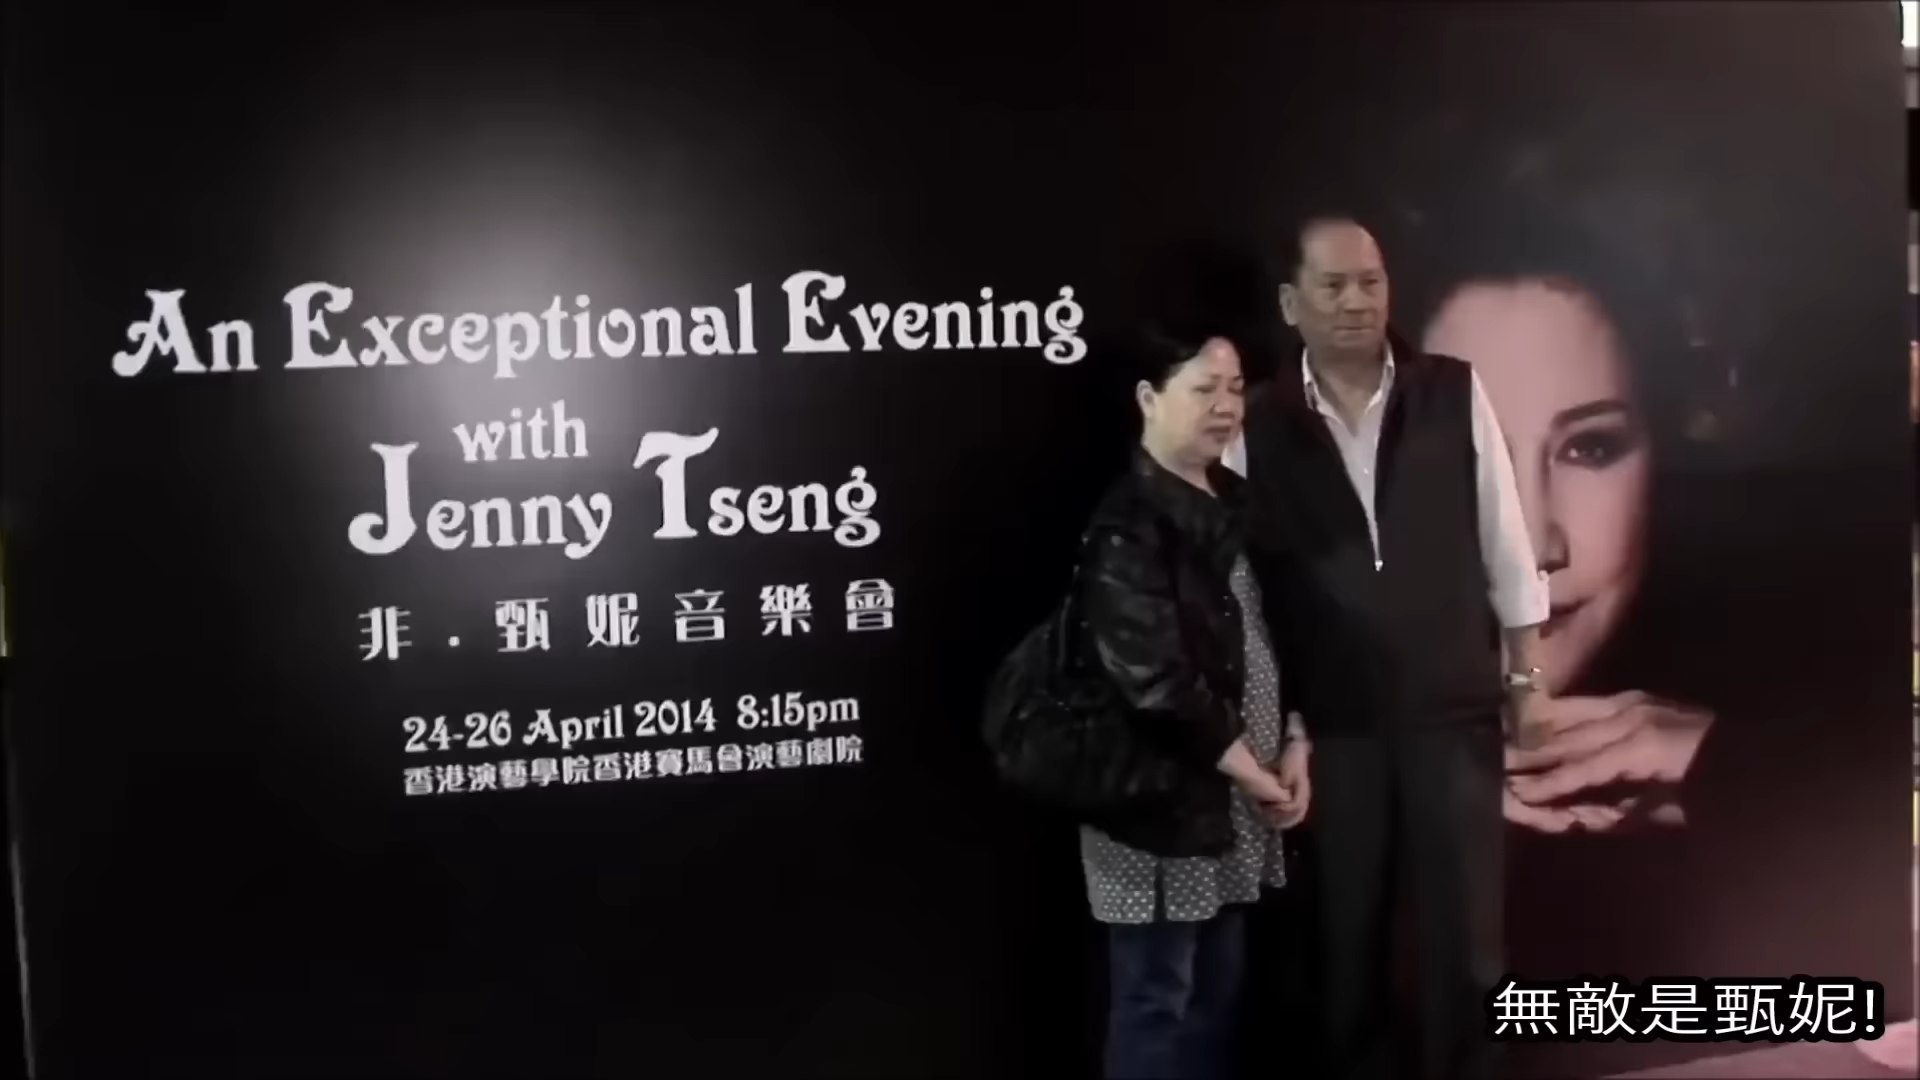 An Exceptional Evening
with
Jenny Tseng
非．甄妮音樂會
24-26 April 2014 8:15pm
香港演藝學院香港賽馬會演藝劇院
無敵是甄妮!